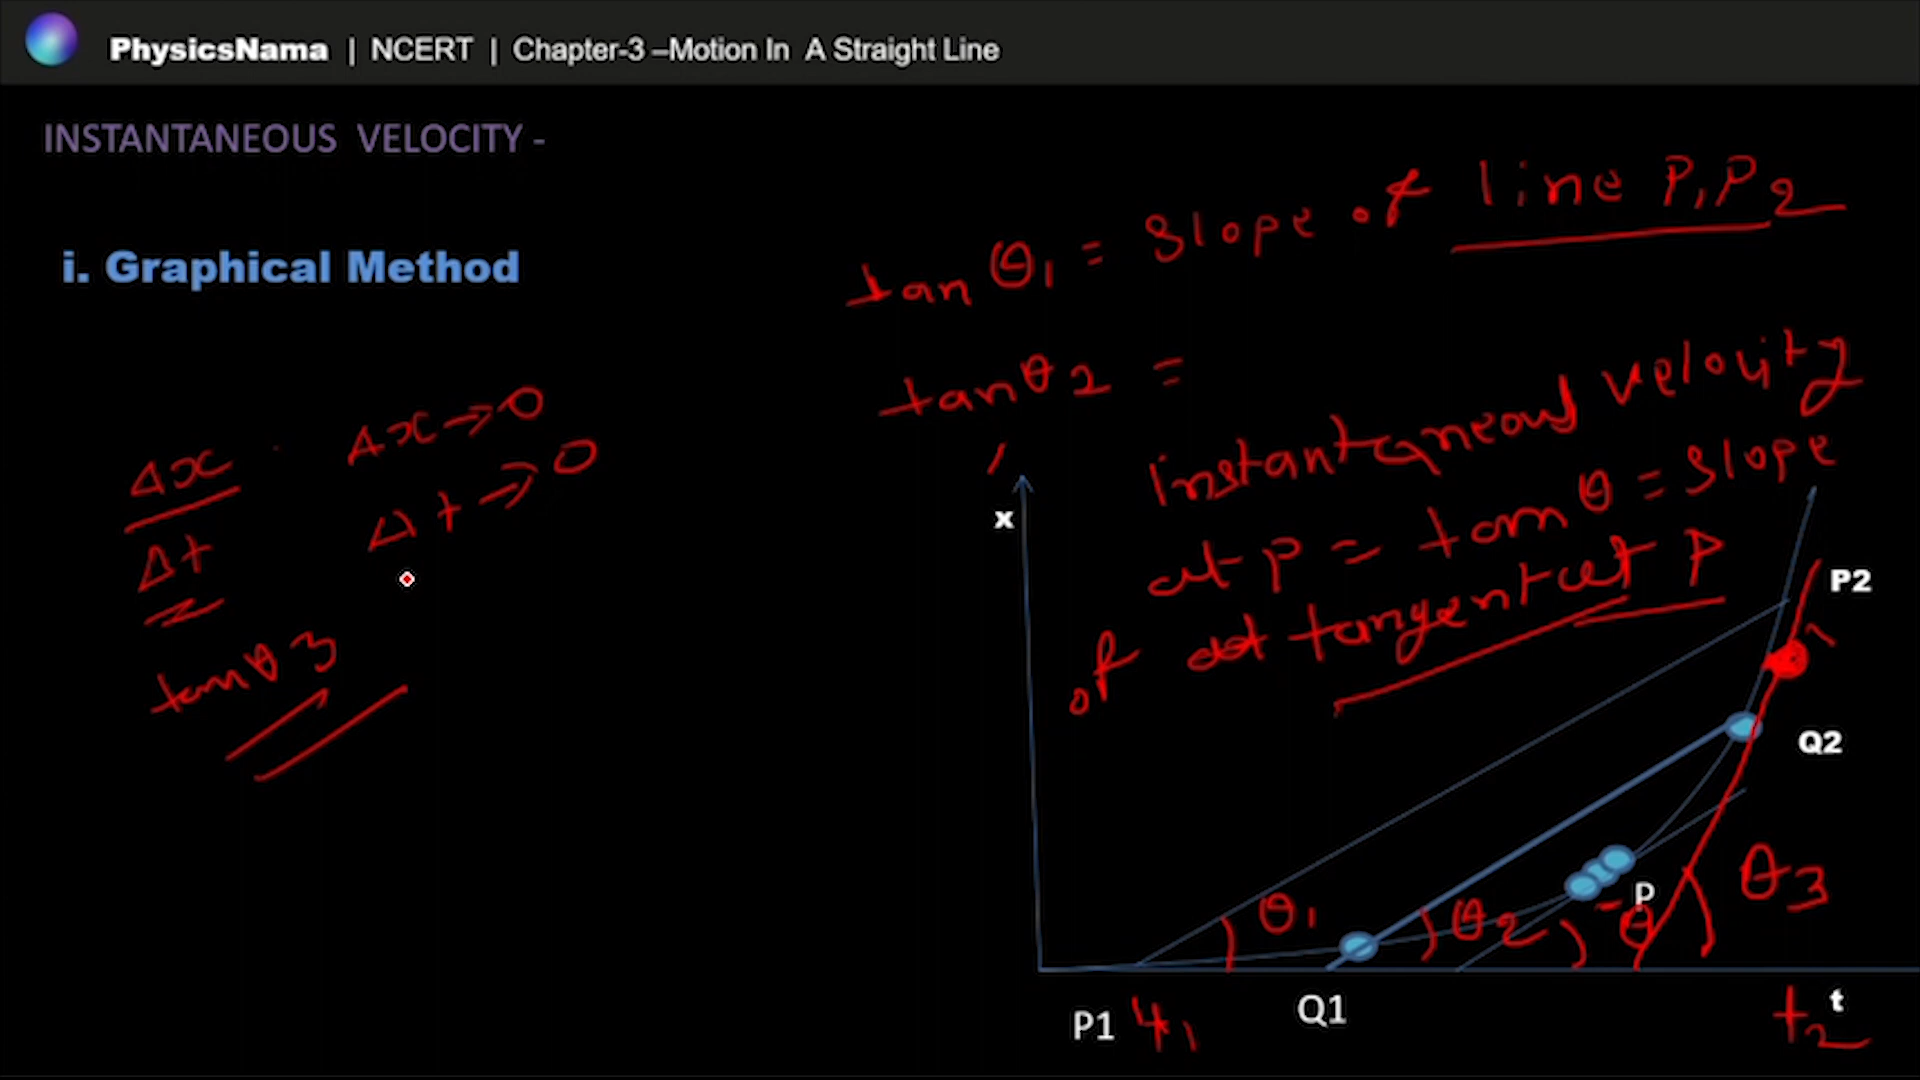 PhysicsNama | NCERT | Chapter-3 –Motion In A Straight Line
INSTANTANEOUS VELOCITY -
i. Graphical Method
tan θ1 = Slope of line P1P2
tan θ2 =
Δx
Δt
Δx → 0
Δt → 0
tan θ3
instantaneous velocity
at P = tan θ = slope
of tangent at P
x
P2
Q2
P
θ1
θ2
θ
θ3
P1
Q1
t
t2